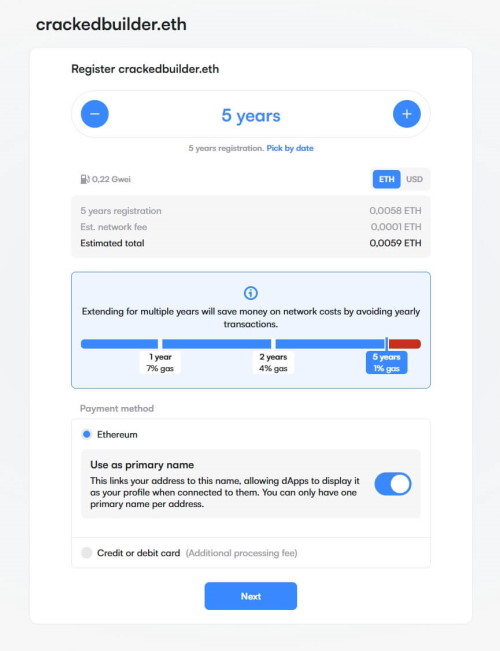 crackedbuilder.eth
Register crackedbuilder.eth
5 years
5 years registration. Pick by date
0,22 Gwei
ETH USD
5 years registration 0,0058 ETH
Est. network fee 0,0001 ETH
Estimated total 0,0059 ETH
Extending for multiple years will save money on network costs by avoiding yearly
transactions.
1 year 2 years 5 years
7% gas 4% gas 1% gas
Payment method
Ethereum
Use as primary name
This links your address to this name, allowing dApps to display it
as your profile when connected to them. You can only have one
primary name per address.
Credit or debit card (Additional processing fee)
Next